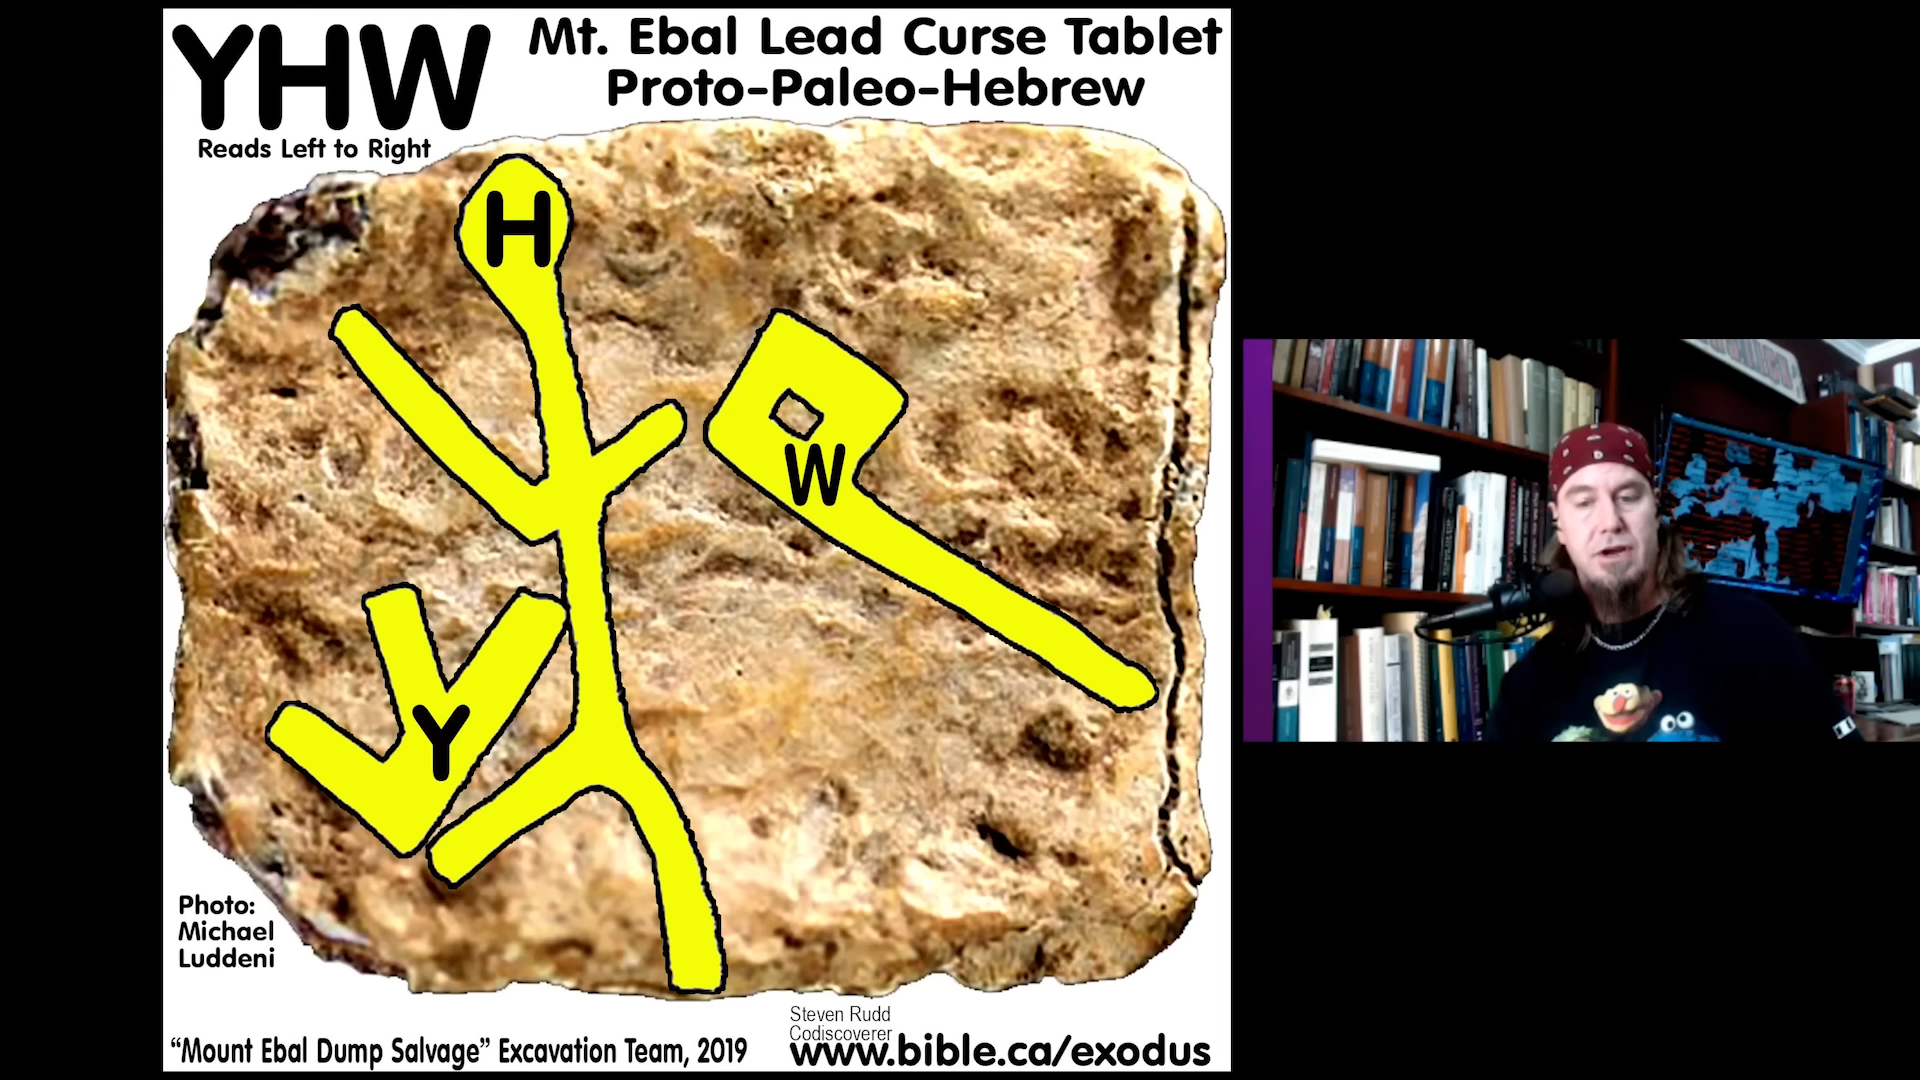 YHW
Mt. Ebal Lead Curse Tablet
Proto-Paleo-Hebrew
Reads Left to Right
H
W
Y
Photo:
Michael
Luddeni
Steven Rudd
Codiscoverer
"Mount Ebal Dump Salvage" Excavation Team, 2019
www.bible.ca/exodus